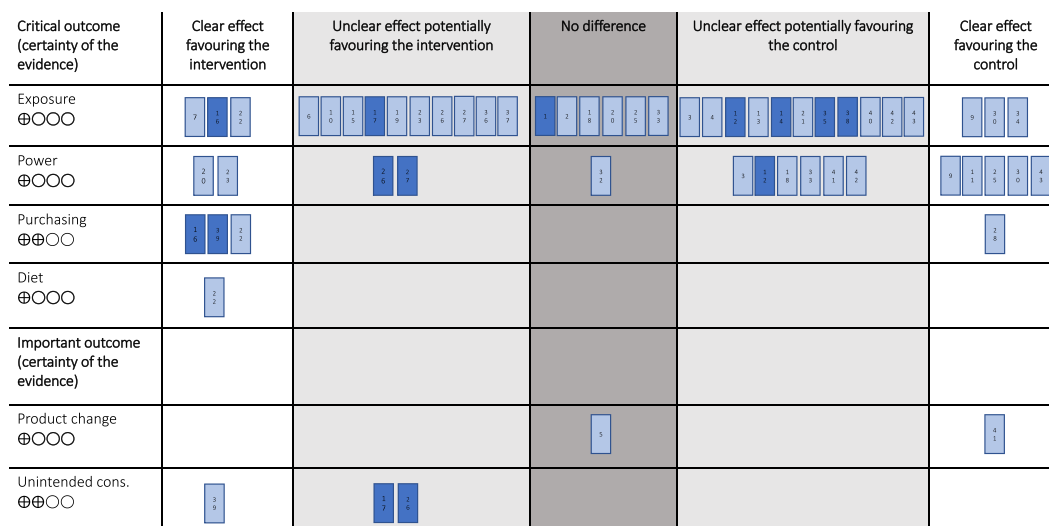 Critical outcome
(certainty of the
evidence)
Clear effect
favouring the
intervention
Unclear effect potentially
favouring the intervention
No difference
Unclear effect potentially favouring
the control
Clear effect
favouring the
control
Exposure
⊕◯◯◯
7 16 22
6 10 15 17 19 23 26 27 36 37
1 2 18 20 25 33
3 4 12 13 14 21 35 38 40 42 43
9 30 34
Power
⊕◯◯◯
20 23
26 27
32
3 12 18 33 41 42
9 11 25 30 43
Purchasing
⊕⊕◯◯
16 39 22
28
Diet
⊕◯◯◯
22
Important outcome
(certainty of the
evidence)
Product change
⊕◯◯◯
5
41
Unintended cons.
⊕⊕◯◯
39
17 26